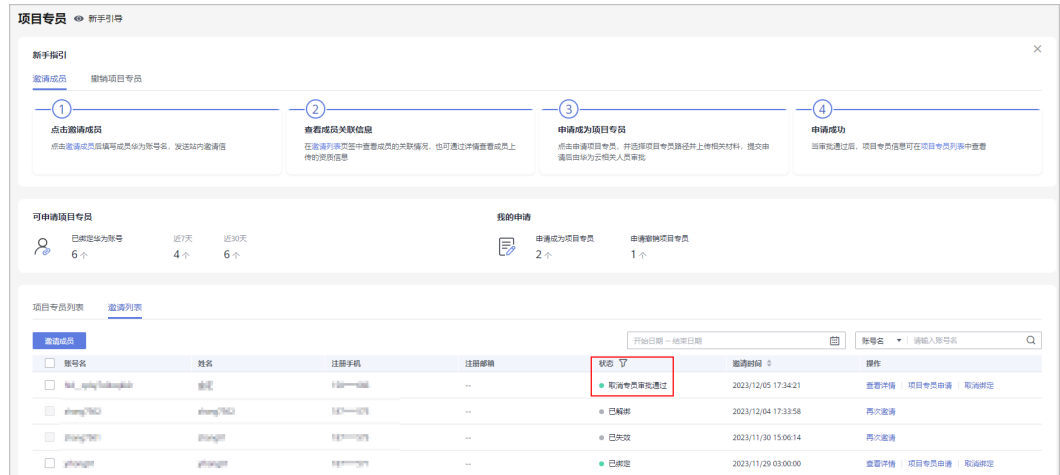 项目专员 新手引导
新手指引
邀请成员 撤销项目专员
1 2 3 4
点击邀请成员
点击邀请成员后填写成员华为账号名，发送站内邀请信
查看成员关联信息
在邀请列表页签中查看成员的关联情况，也可通过详情查看成员上
传的资质信息
申请成为项目专员
点击申请项目专员，并选择项目专员路径并上传相关材料，提交申
请后由华为云相关人员审批
申请成功
当审批通过后，项目专员信息可在项目专员列表中查看
可申请项目专员
已绑定华为账号 近7天 近30天
6 个 4 个 6 个
我的申请
申请成为项目专员 申请撤销项目专员
2 个 1 个
项目专员列表 邀请列表
邀请成员 开始日期 – 结束日期 账号名 请输入账号名
账号名 姓名 注册手机 注册邮箱 状态 邀请时间 操作
-- 取消专员审批通过 2023/12/05 17:34:21 查看详情 项目专员申请 取消绑定
-- 已解绑 2023/12/04 17:33:58 再次邀请
-- 已失效 2023/11/30 15:06:14 再次邀请
-- 已绑定 2023/11/29 03:00:00 查看详情 项目专员申请 取消绑定